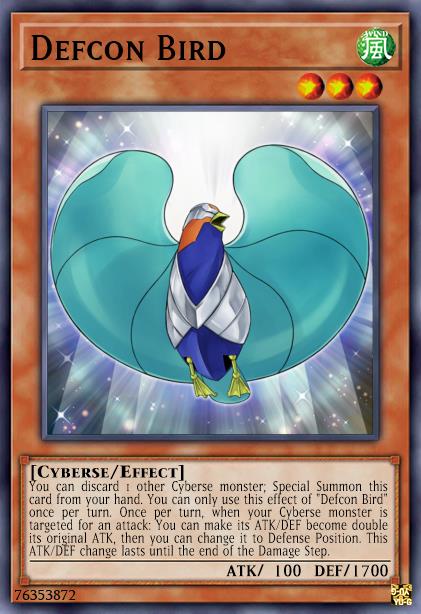 Defcon Bird
WIND
風
[Cyberse/Effect]
You can discard 1 other Cyberse monster; Special Summon this
card from your hand. You can only use this effect of "Defcon Bird"
once per turn. Once per turn, when your Cyberse monster is
targeted for an attack: You can make its ATK/DEF become double
its original ATK, then you can change it to Defense Position. This
ATK/DEF change lasts until the end of the Damage Step.
ATK/ 100 DEF/1700
76353872